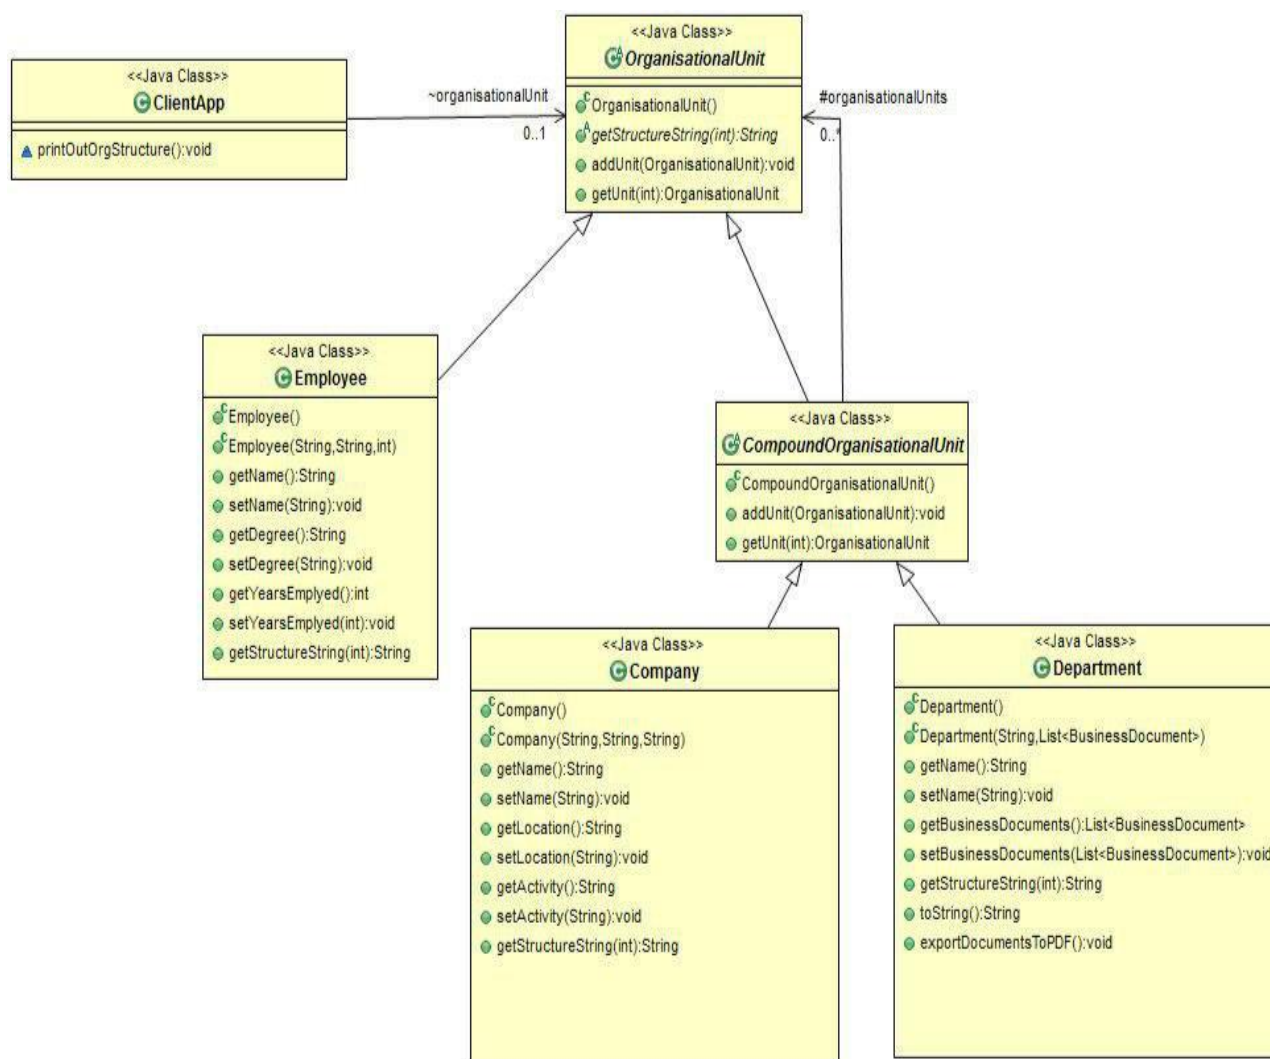 <<Java Class>>
OrganisationalUnit
OrganisationalUnit()
getStructureString(int):String
addUnit(OrganisationalUnit):void
getUnit(int):OrganisationalUnit
<<Java Class>>
ClientApp
printOutOrgStructure():void
~organisationalUnit
0..1
#organisationalUnits
0..*
<<Java Class>>
Employee
Employee()
Employee(String,String,int)
getName():String
setName(String):void
getDegree():String
setDegree(String):void
getYearsEmplyed():int
setYearsEmplyed(int):void
getStructureString(int):String
<<Java Class>>
CompoundOrganisationalUnit
CompoundOrganisationalUnit()
addUnit(OrganisationalUnit):void
getUnit(int):OrganisationalUnit
<<Java Class>>
Company
Company()
Company(String,String,String)
getName():String
setName(String):void
getLocation():String
setLocation(String):void
getActivity():String
setActivity(String):void
getStructureString(int):String
<<Java Class>>
Department
Department()
Department(String,List<BusinessDocument>)
getName():String
setName(String):void
getBusinessDocuments():List<BusinessDocument>
setBusinessDocuments(List<BusinessDocument>):void
getStructureString(int):String
toString():String
exportDocumentsToPDF():void